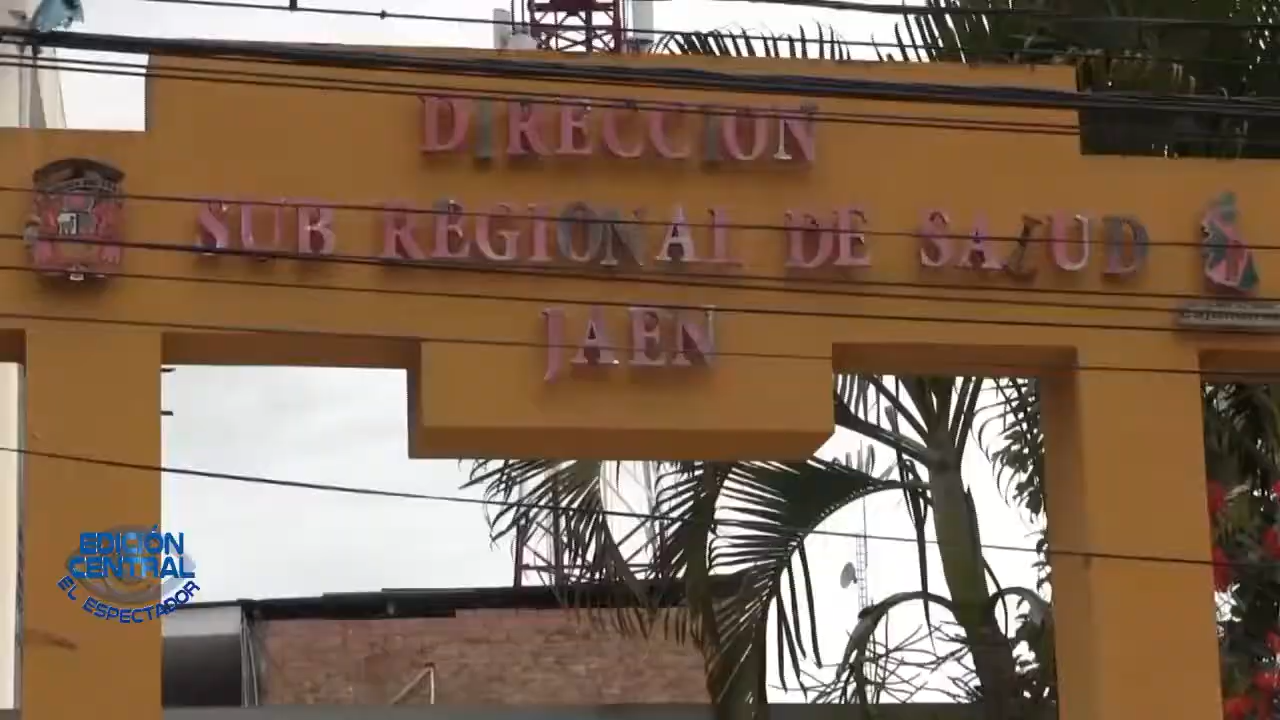 DIRECCION
SUB REGIONAL DE SALUD
JAEN
EDICIÓN
CENTRAL
EL ESPECTADOR